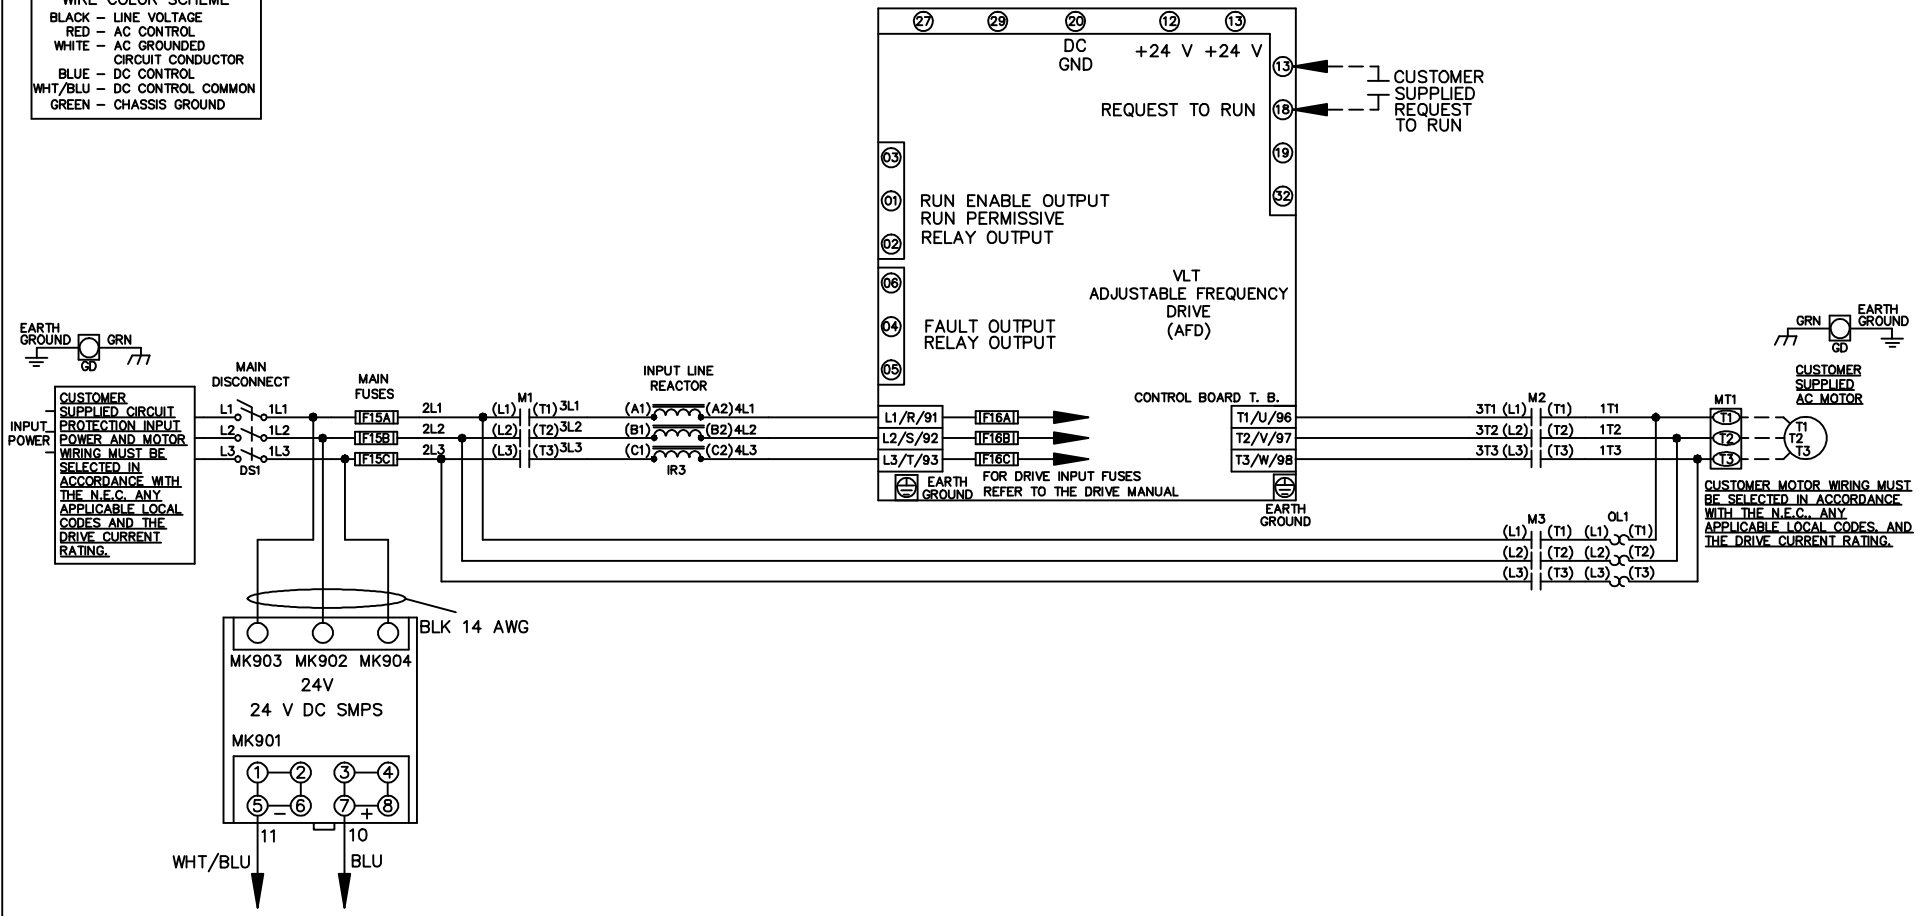 WIRE COLOR SCHEME
BLACK – LINE VOLTAGE
RED – AC CONTROL
WHITE – AC GROUNDED
CIRCUIT CONDUCTOR
BLUE – DC CONTROL
WHT/BLU – DC CONTROL COMMON
GREEN – CHASSIS GROUND
27 29 20 12 13
DC
GND
+24 V +24 V
13
REQUEST TO RUN 18
19
32
CUSTOMER
SUPPLIED
REQUEST
TO RUN
03
01
02
RUN ENABLE OUTPUT
RUN PERMISSIVE
RELAY OUTPUT
06
04
05
FAULT OUTPUT
RELAY OUTPUT
VLT
ADJUSTABLE FREQUENCY
DRIVE
(AFD)
EARTH
GROUND
GRN
GD
INPUT
POWER
CUSTOMER
SUPPLIED CIRCUIT
PROTECTION INPUT
POWER AND MOTOR
WIRING MUST BE
SELECTED IN
ACCORDANCE WITH
THE N.E.C. ANY
APPLICABLE LOCAL
CODES AND THE
DRIVE CURRENT
RATING.
MAIN
DISCONNECT
L1 1L1
L2 1L2
L3 1L3
DS1
MAIN
FUSES
F15A
F15B
F15C
2L1
2L2
2L3
M1
(L1) (T1) 3L1
(L2) (T2) 3L2
(L3) (T3) 3L3
INPUT LINE
REACTOR
(A1) (A2) 4L1
(B1) (B2) 4L2
(C1) (C2) 4L3
IR3
L1/R/91 F16A
L2/S/92 F16B
L3/T/93 F16C
EARTH
GROUND
FOR DRIVE INPUT FUSES
REFER TO THE DRIVE MANUAL
CONTROL BOARD T. B.
T1/U/96
T2/V/97
T3/W/98
EARTH
GROUND
M2
3T1 (L1) (T1) 1T1
3T2 (L2) (T2) 1T2
3T3 (L3) (T3) 1T3
MT1
T1
T2
T3
T1
T2
T3
GRN
EARTH
GROUND
GD
CUSTOMER
SUPPLIED
AC MOTOR
CUSTOMER MOTOR WIRING MUST
BE SELECTED IN ACCORDANCE
WITH THE N.E.C., ANY
APPLICABLE LOCAL CODES, AND
THE DRIVE CURRENT RATING.
M3 OL1
(L1) (T1) (L1) (T1)
(L2) (T2) (L2) (T2)
(L3) (T3) (L3) (T3)
BLK 14 AWG
MK903 MK902 MK904
24V
24 V DC SMPS
MK901
1 2 3 4
5 – 6 7 + 8
11 10
WHT/BLU BLU